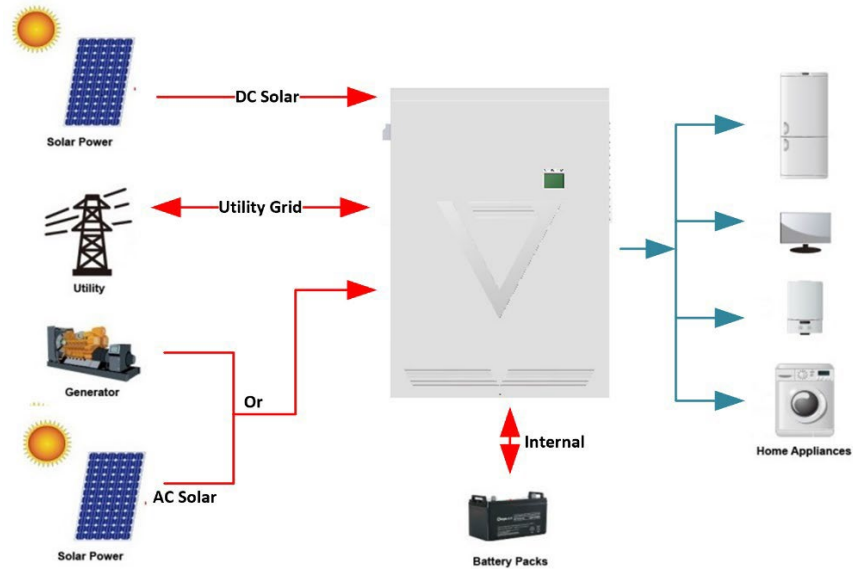 DC Solar
Solar Power
Utility Grid
Utility
Generator
Or
AC Solar
Solar Power
Internal
Battery Packs
Home Appliances